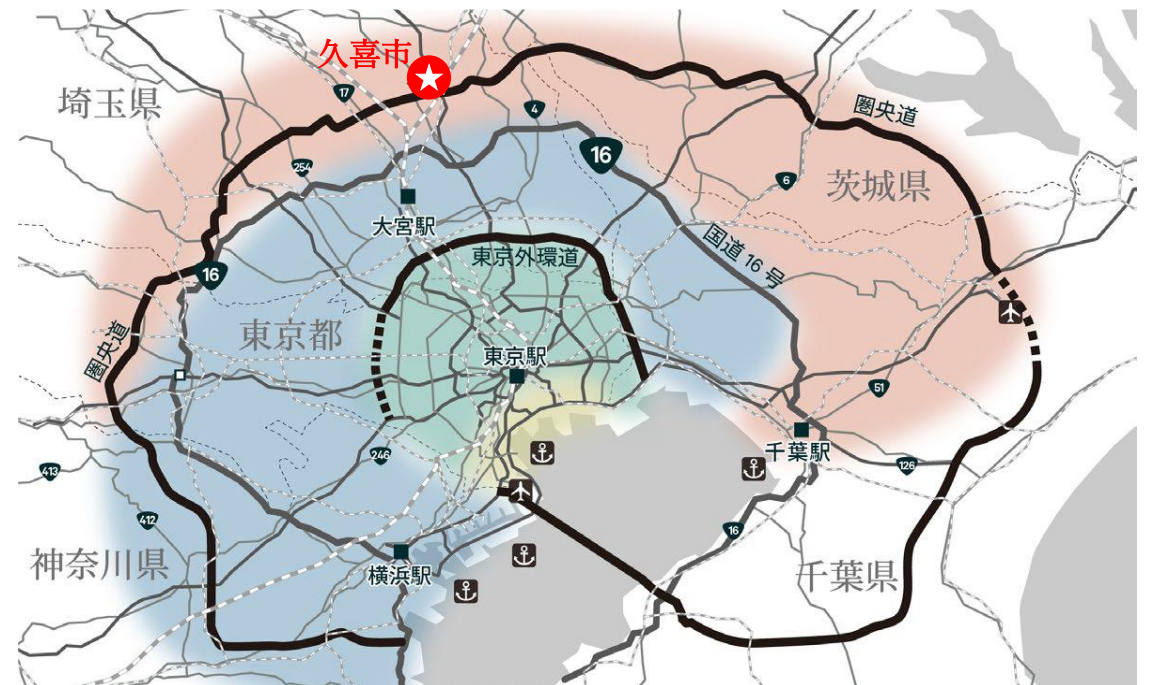 久喜市
17
埼玉県
4
圏央道
16
254
6
茨城県
大宮駅
国道16号
東京外環道
16
東京都
圏央道
東京駅
51
246
千葉駅
413
126
412
16
神奈川県
横浜駅
千葉県